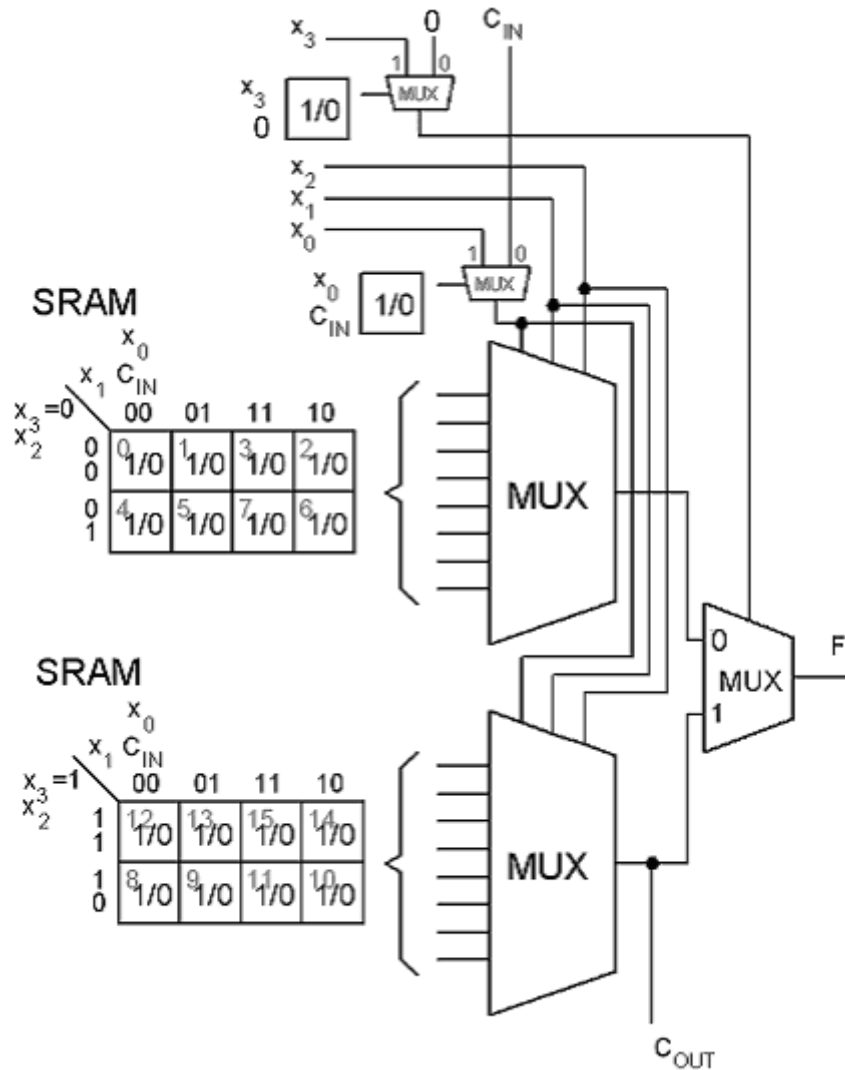 x3 0 CIN
1 0
MUX
x3
0
1/0
x2
x1
x0
1 0
MUX
x0
CIN
1/0
SRAM
x0
x1 CIN
x3 =0
x2
00 01 11 10
0 0 0 1/0 1 1/0 3 1/0 2 1/0
0 1 4 1/0 5 1/0 7 1/0 6 1/0
MUX
0
MUX
1
F
SRAM
x0
x1 CIN
x3 =1
x2
00 01 11 10
1 1 12 1/0 13 1/0 15 1/0 14 1/0
1 0 8 1/0 9 1/0 11 1/0 10 1/0
MUX
COUT